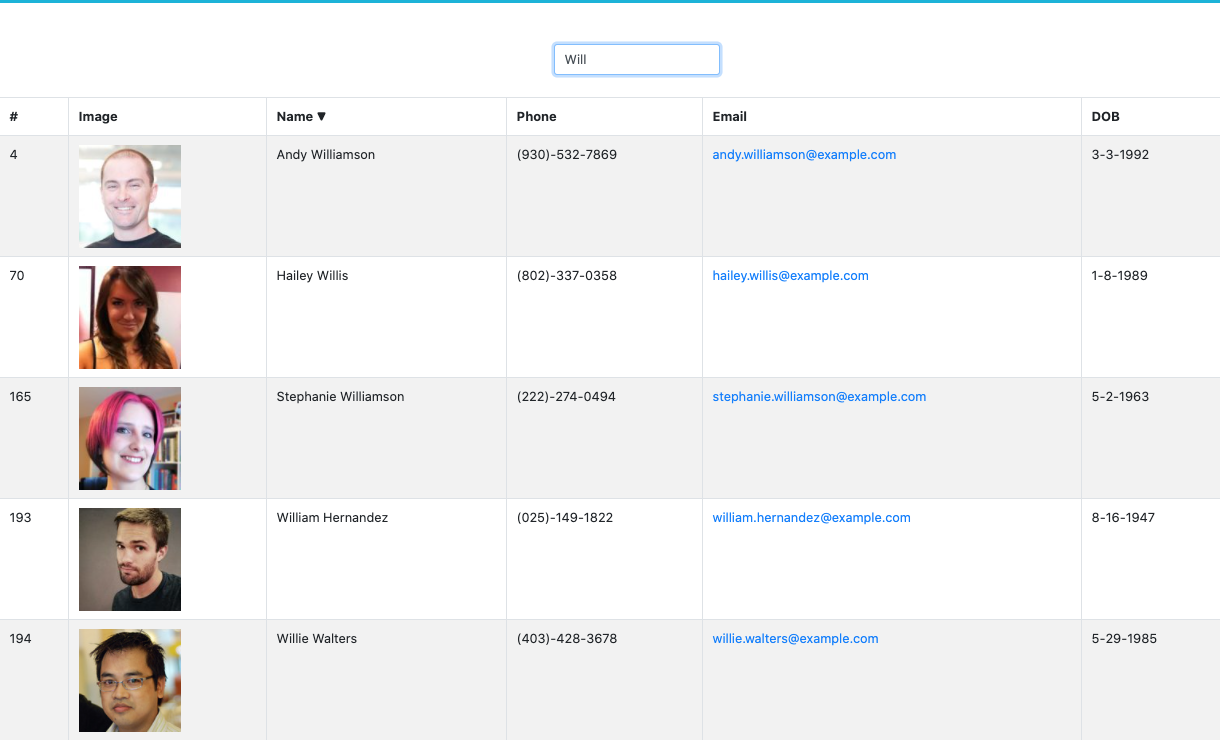 Will
# Image Name ▼ Phone Email DOB
4 Andy Williamson (930)-532-7869 andy.williamson@example.com 3-3-1992
70 Hailey Willis (802)-337-0358 hailey.willis@example.com 1-8-1989
165 Stephanie Williamson (222)-274-0494 stephanie.williamson@example.com 5-2-1963
193 William Hernandez (025)-149-1822 william.hernandez@example.com 8-16-1947
194 Willie Walters (403)-428-3678 willie.walters@example.com 5-29-1985